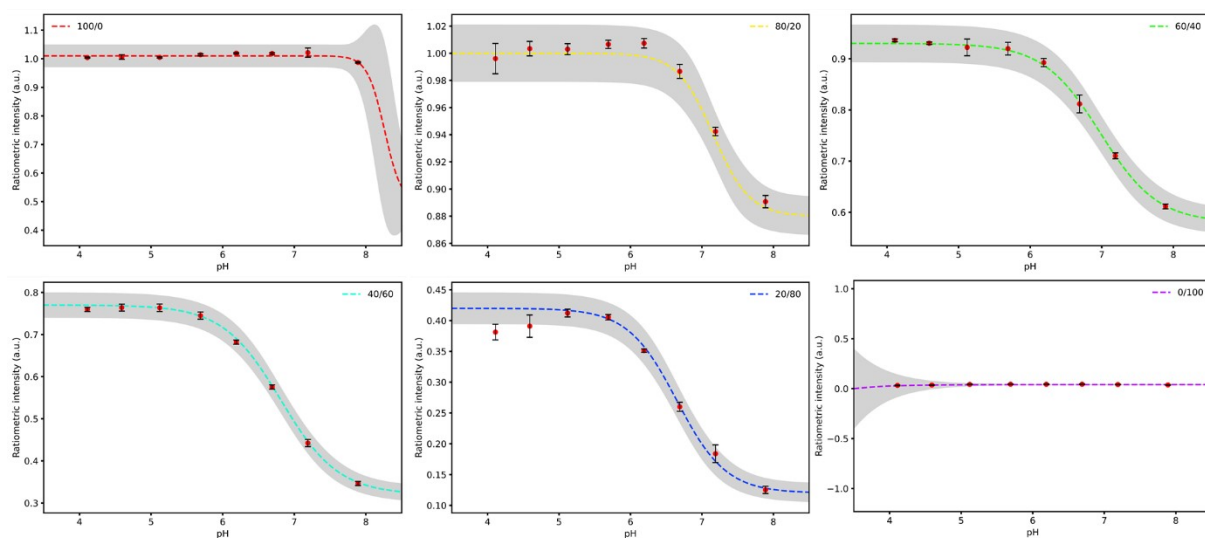 100/0
Ratiometric intensity (a.u.)
1.1
1.0
0.9
0.8
0.7
0.6
0.5
0.4
4 5 6 7 8
pH
80/20
Ratiometric intensity (a.u.)
1.02
1.00
0.98
0.96
0.94
0.92
0.90
0.88
0.86
4 5 6 7 8
pH
60/40
Ratiometric intensity (a.u.)
0.9
0.8
0.7
0.6
4 5 6 7 8
pH
40/60
Ratiometric intensity (a.u.)
0.8
0.7
0.6
0.5
0.4
0.3
4 5 6 7 8
pH
20/80
Ratiometric intensity (a.u.)
0.45
0.40
0.35
0.30
0.25
0.20
0.15
0.10
4 5 6 7 8
pH
0/100
Ratiometric intensity (a.u.)
1.0
0.5
0.0
−0.5
−1.0
4 5 6 7 8
pH